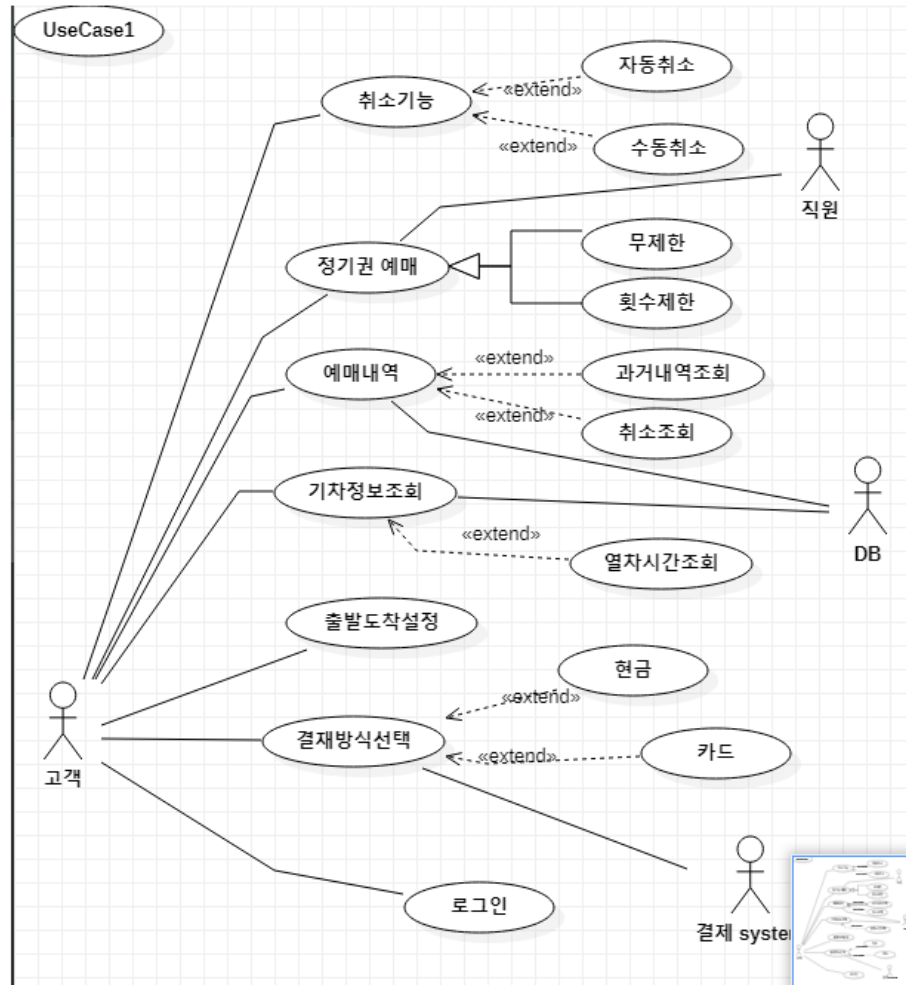 UseCase1
자동취소
취소기능
«extend»
수동취소
«extend»
직원
무제한
정기권 예매
횟수제한
«extend»
예매내역
과거내역조회
«extend»
취소조회
기차정보조회
«extend»
DB
열차시간조회
출발도착설정
현금
«extend»
결재방식선택
«extend»
카드
고객
로그인
결제 syste